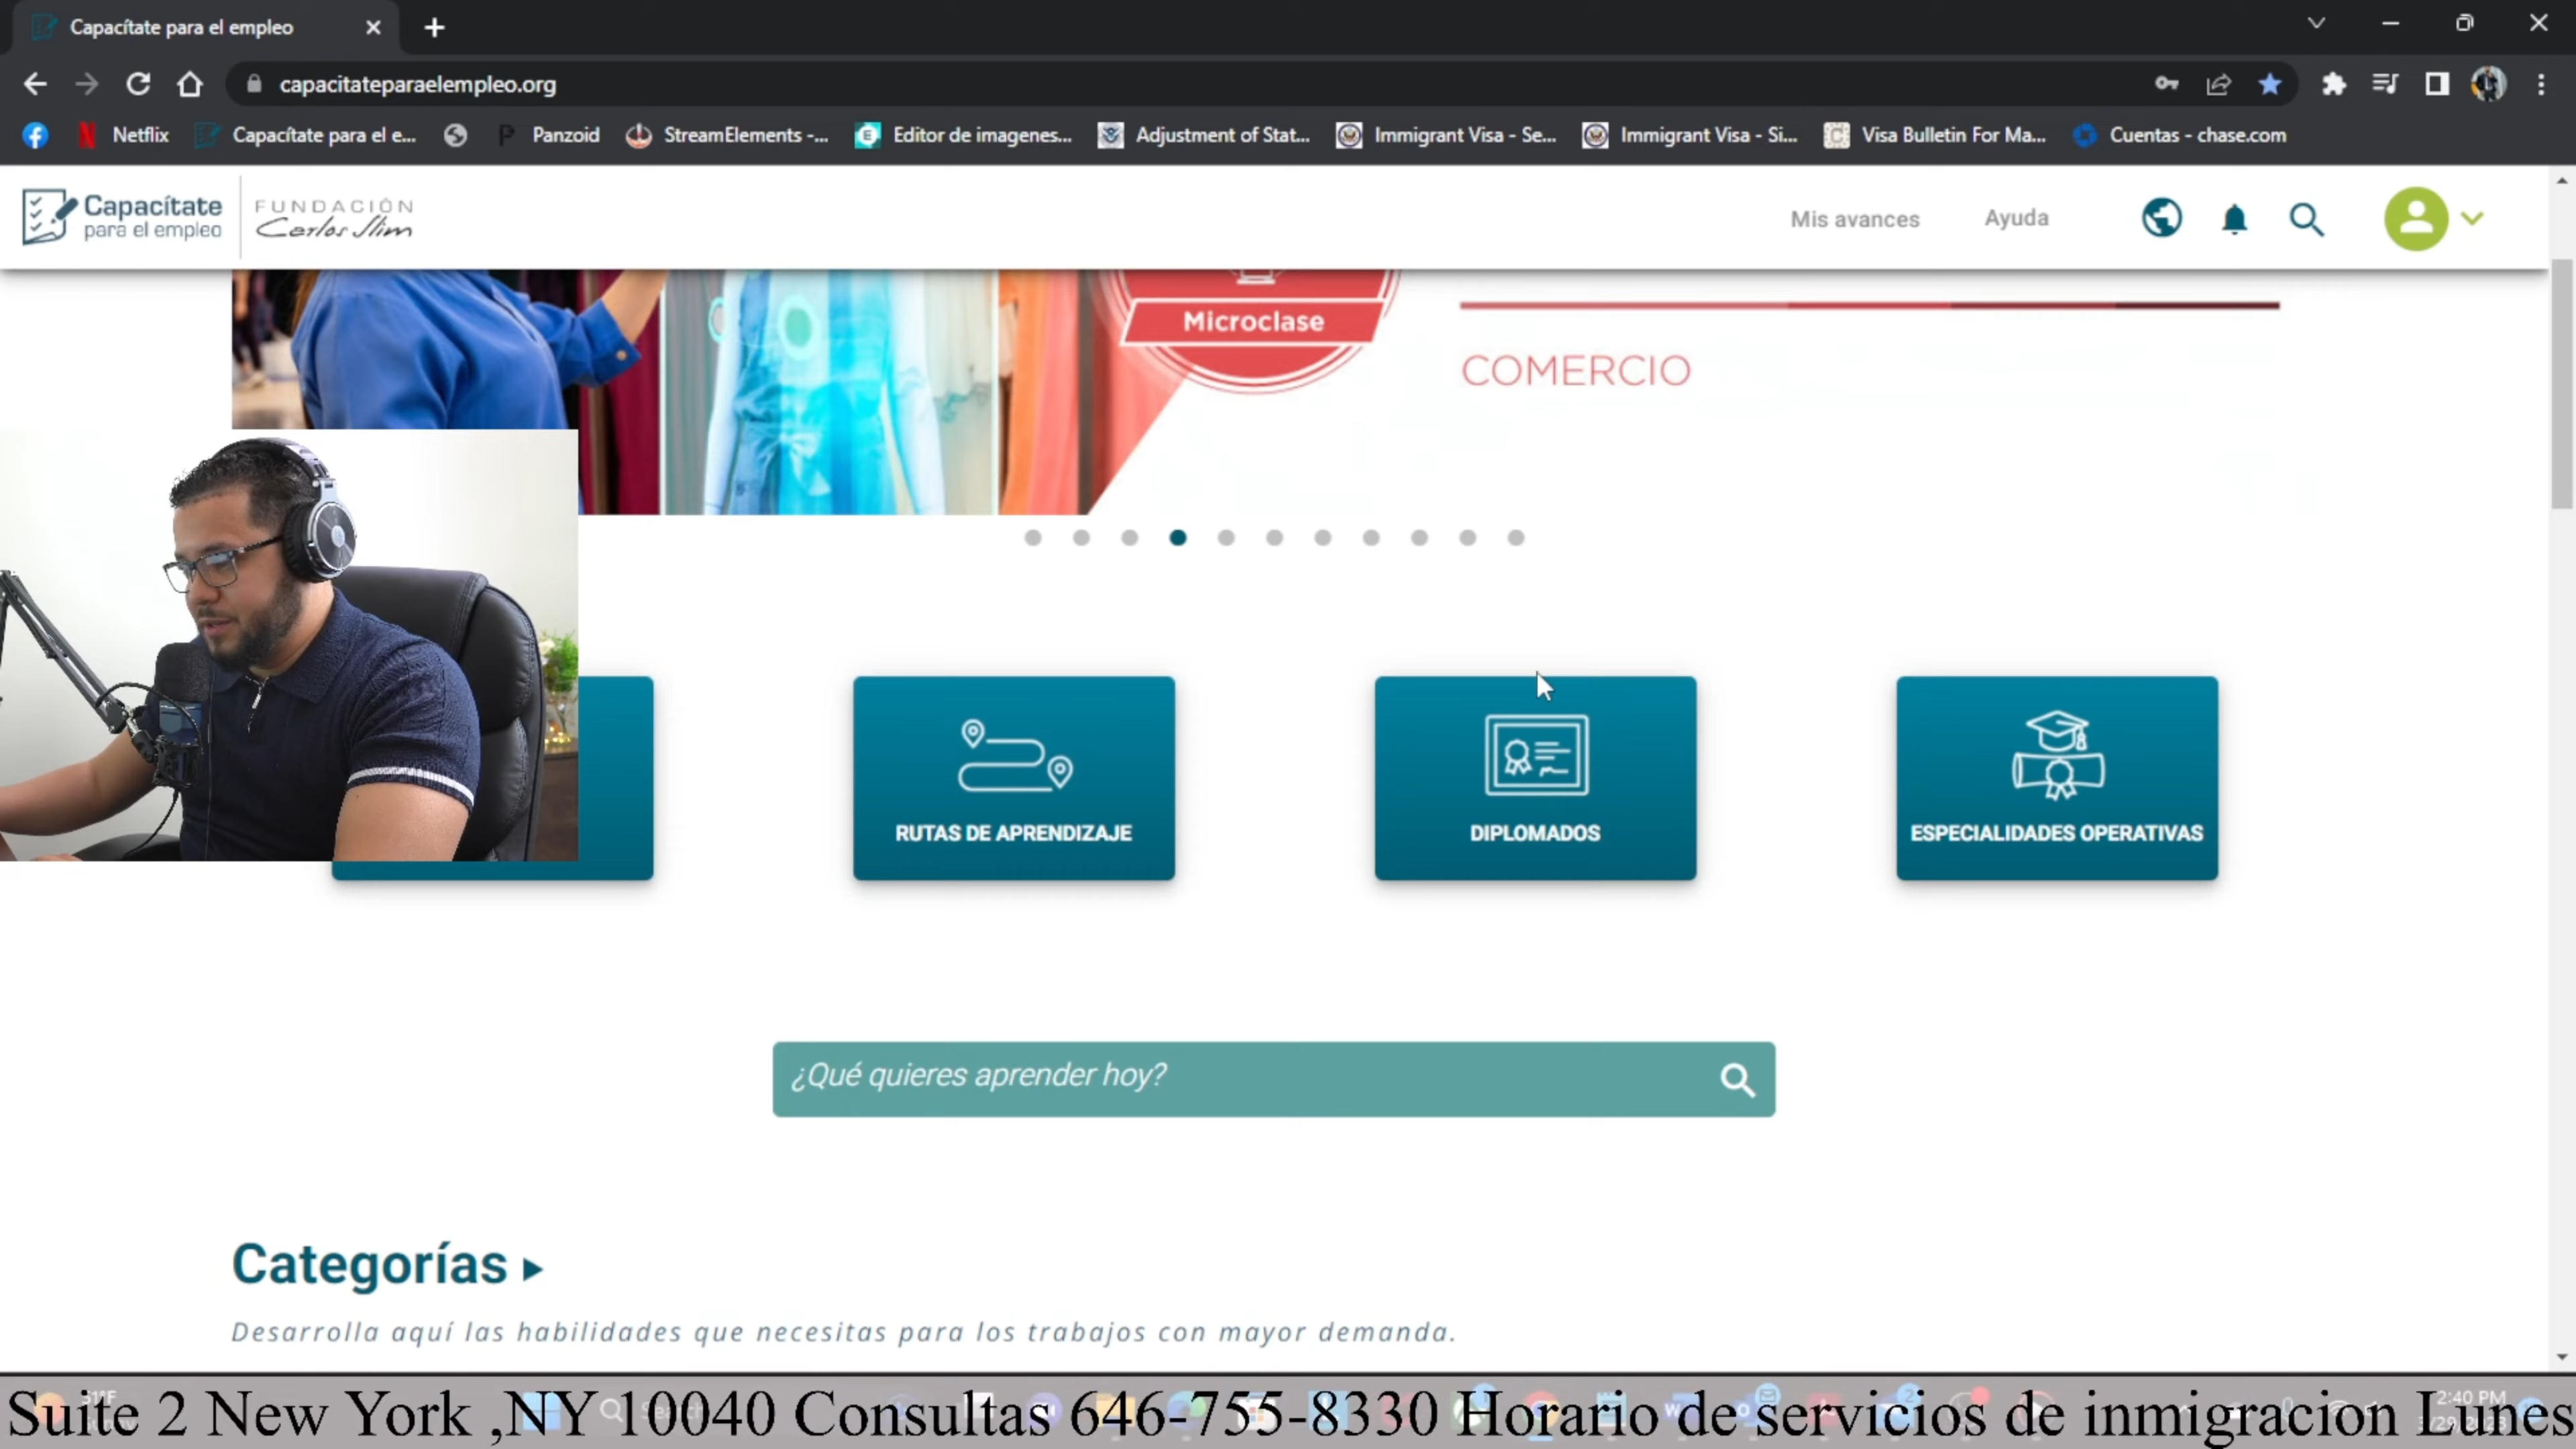 Capacítate para el empleo
capacitateparaelempleo.org
Netflix Capacítate para el e... Panzoid StreamElements -... Editor de imagenes... Adjustment of Stat... Immigrant Visa - Se... Immigrant Visa - Si... Visa Bulletin For Ma... Cuentas - chase.com
Capacítate
para el empleo
FUNDACIÓN
Carlos Slim
Mis avances Ayuda
Microclase
COMERCIO
RUTAS DE APRENDIZAJE
DIPLOMADOS
ESPECIALIDADES OPERATIVAS
¿Qué quieres aprender hoy?
Categorías
Desarrolla aquí las habilidades que necesitas para los trabajos con mayor demanda.
Suite 2 New York ,NY 10040 Consultas 646-755-8330 Horario de servicios de inmigracion Lunes
2:40 PM